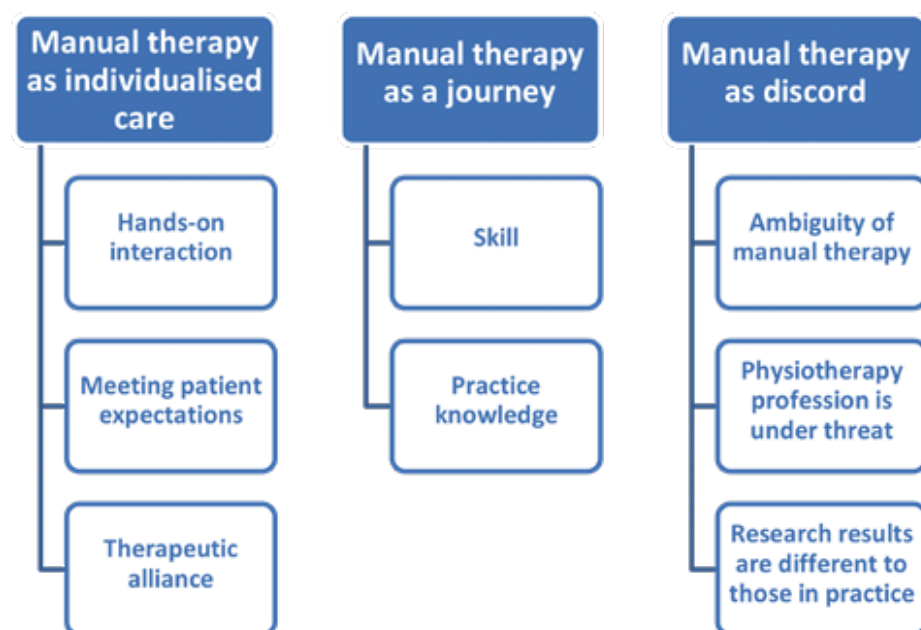 Manual therapy
as individualised
care
Hands-on
interaction
Meeting patient
expectations
Therapeutic
alliance
Manual therapy
as a journey
Skill
Practice
knowledge
Manual therapy
as discord
Ambiguity of
manual therapy
Physiotherapy
profession is
under threat
Research results
are different to
those in practice